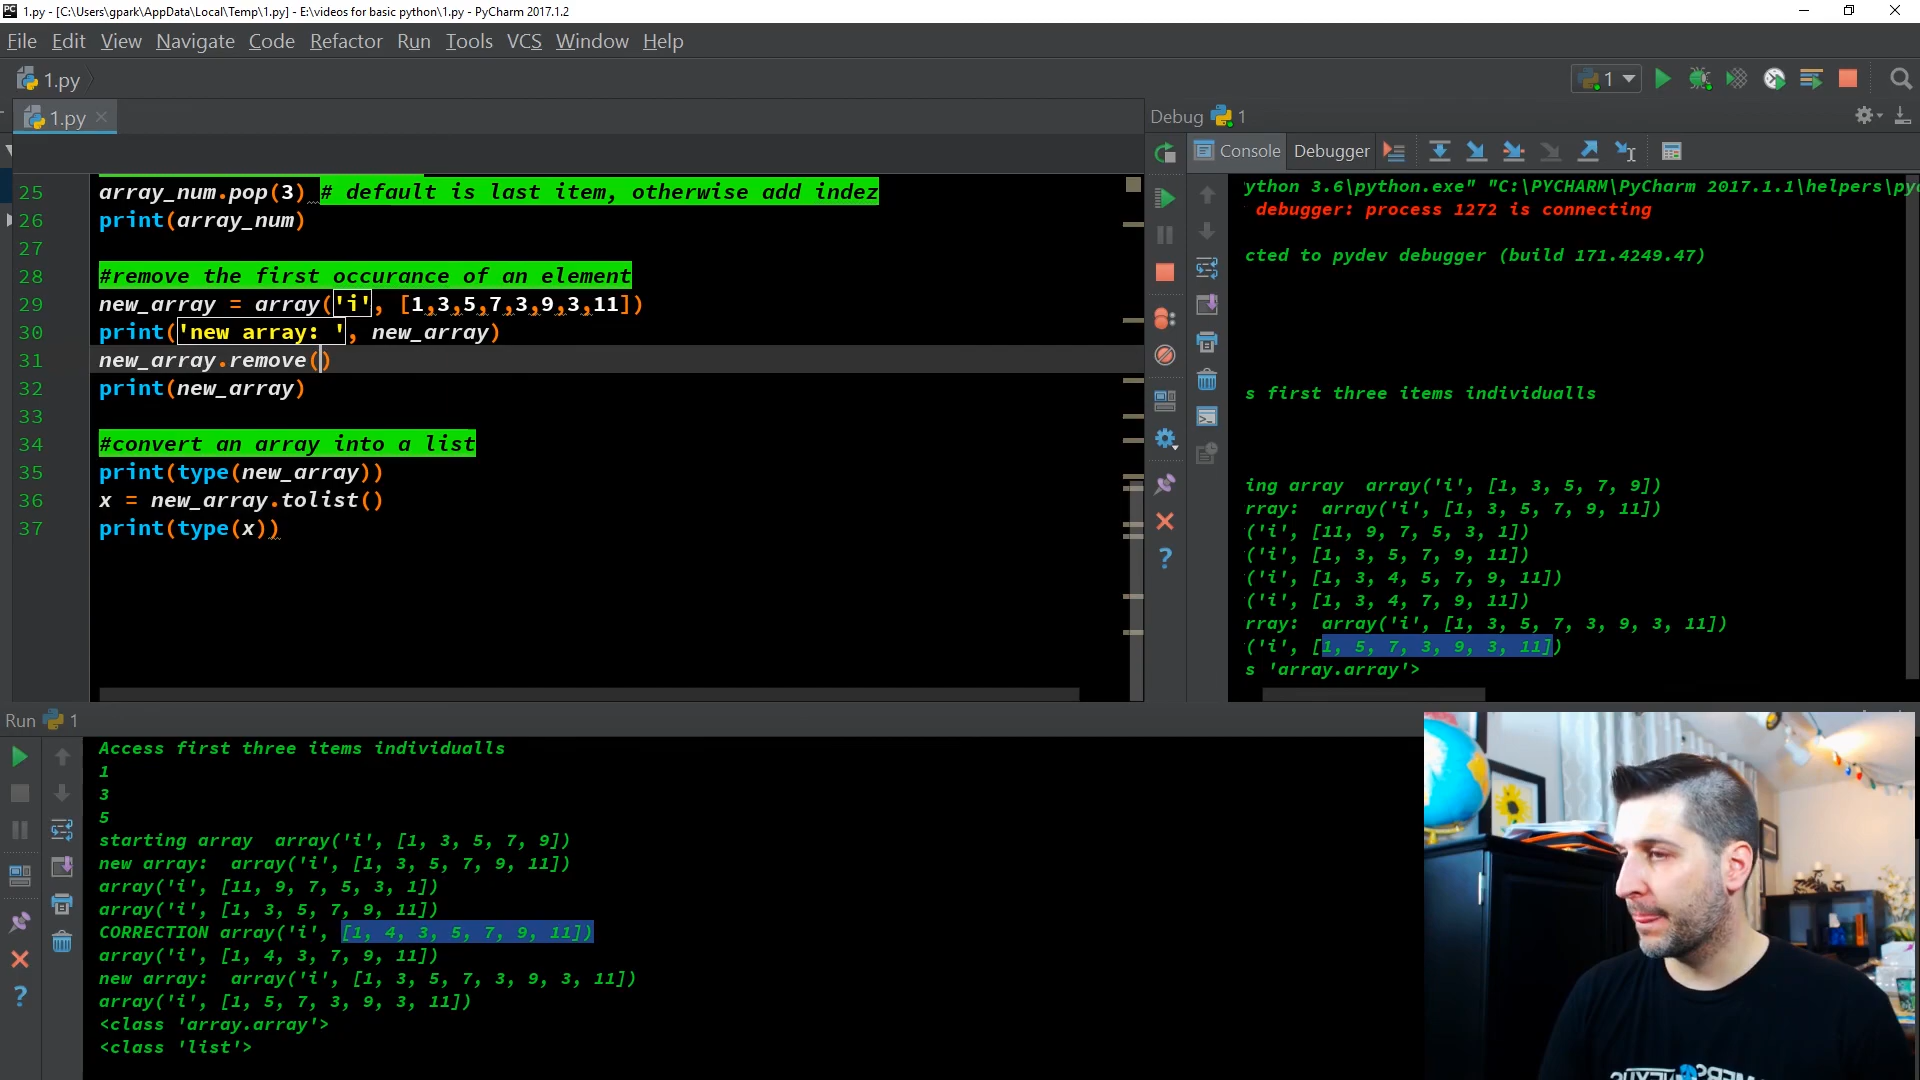 1.py - [C:\Users\gpark\AppData\Local\Temp\1.py] - E:\videos for basic python\1.py - PyCharm 2017.1.2
File Edit View Navigate Code Refactor Run Tools VCS Window Help
1.py
1
1.py
Debug 1
Console Debugger
25 array_num.pop(3) # default is last item, otherwise add indez
26 print(array_num)
27
28 #remove the first occurance of an element
29 new_array = array('i', [1,3,5,7,3,9,3,11])
30 print('new array: ', new_array)
31 new_array.remove()
32 print(new_array)
33
34 #convert an array into a list
35 print(type(new_array))
36 x = new_array.tolist()
37 print(type(x))
ython 3.6\python.exe" "C:\PYCHARM\PyCharm 2017.1.1\helpers\pyc
debugger: process 1272 is connecting
cted to pydev debugger (build 171.4249.47)
s first three items individualls
ing array  array('i', [1, 3, 5, 7, 9])
rray:  array('i', [1, 3, 5, 7, 9, 11])
('i', [11, 9, 7, 5, 3, 1])
('i', [1, 3, 5, 7, 9, 11])
('i', [1, 3, 4, 5, 7, 9, 11])
('i', [1, 3, 4, 7, 9, 11])
rray:  array('i', [1, 3, 5, 7, 3, 9, 3, 11])
('i', [1, 5, 7, 3, 9, 3, 11])
s 'array.array'>
Run 1
Access first three items individualls
1
3
5
starting array  array('i', [1, 3, 5, 7, 9])
new array:  array('i', [1, 3, 5, 7, 9, 11])
array('i', [11, 9, 7, 5, 3, 1])
array('i', [1, 3, 5, 7, 9, 11])
CORRECTION array('i', [1, 4, 3, 5, 7, 9, 11])
array('i', [1, 4, 3, 7, 9, 11])
new array:  array('i', [1, 3, 5, 7, 3, 9, 3, 11])
array('i', [1, 5, 7, 3, 9, 3, 11])
<class 'array.array'>
<class 'list'>